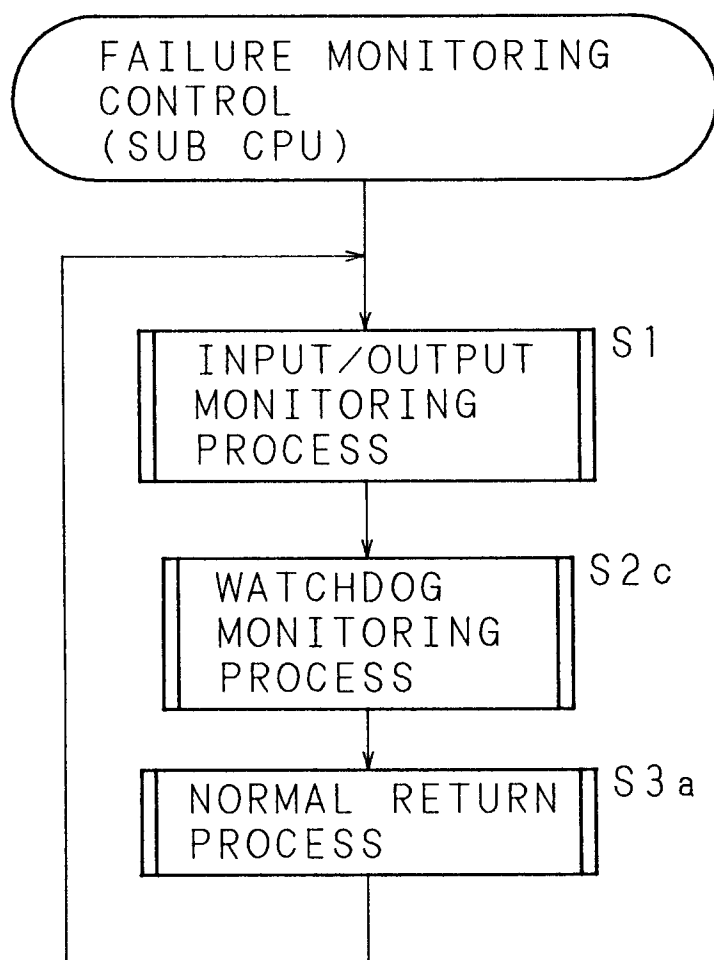 FAILURE MONITORING
CONTROL
(SUB CPU)
S1
INPUT/OUTPUT
MONITORING
PROCESS
S2c
WATCHDOG
MONITORING
PROCESS
S3a
NORMAL RETURN
PROCESS